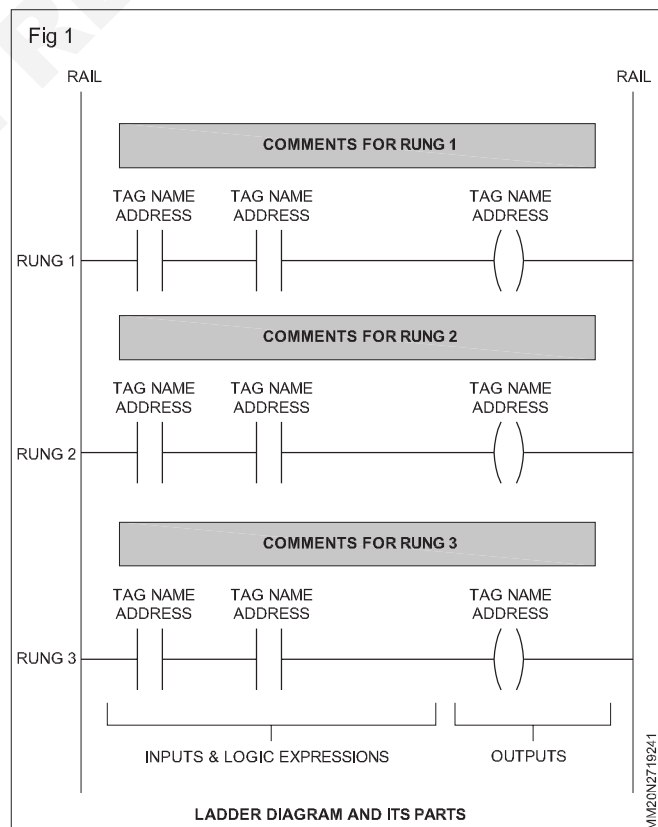 Fig 1
RAIL RAIL
COMMENTS FOR RUNG 1
TAG NAME TAG NAME TAG NAME
ADDRESS ADDRESS ADDRESS
RUNG 1
COMMENTS FOR RUNG 2
TAG NAME TAG NAME TAG NAME
ADDRESS ADDRESS ADDRESS
RUNG 2
COMMENTS FOR RUNG 3
TAG NAME TAG NAME TAG NAME
ADDRESS ADDRESS ADDRESS
RUNG 3
INPUTS & LOGIC EXPRESSIONS OUTPUTS
LADDER DIAGRAM AND ITS PARTS
MM20N2719241